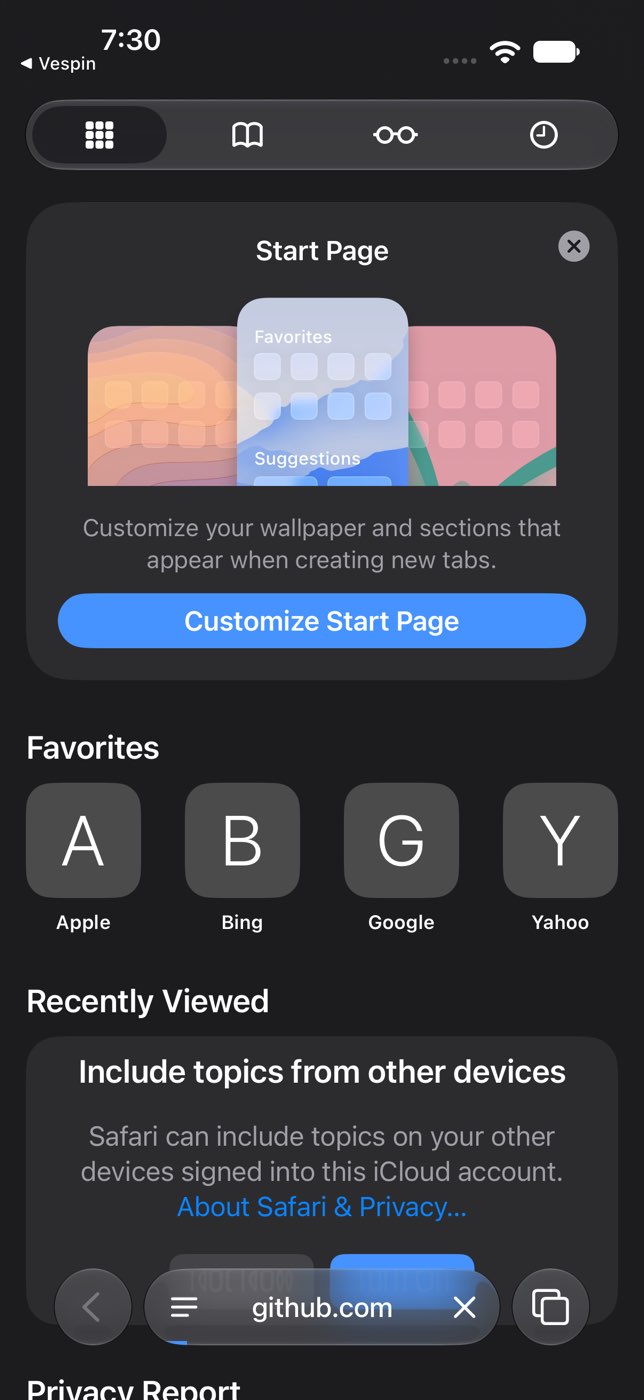 7:30
Vespin
Start Page
Favorites
Suggestions
Customize your wallpaper and sections that
appear when creating new tabs.
Customize Start Page
Favorites
A
B
G
Y
Apple
Bing
Google
Yahoo
Recently Viewed
Include topics from other devices
Safari can include topics on your other
devices signed into this iCloud account.
About Safari & Privacy...
github.com
Privacy Report